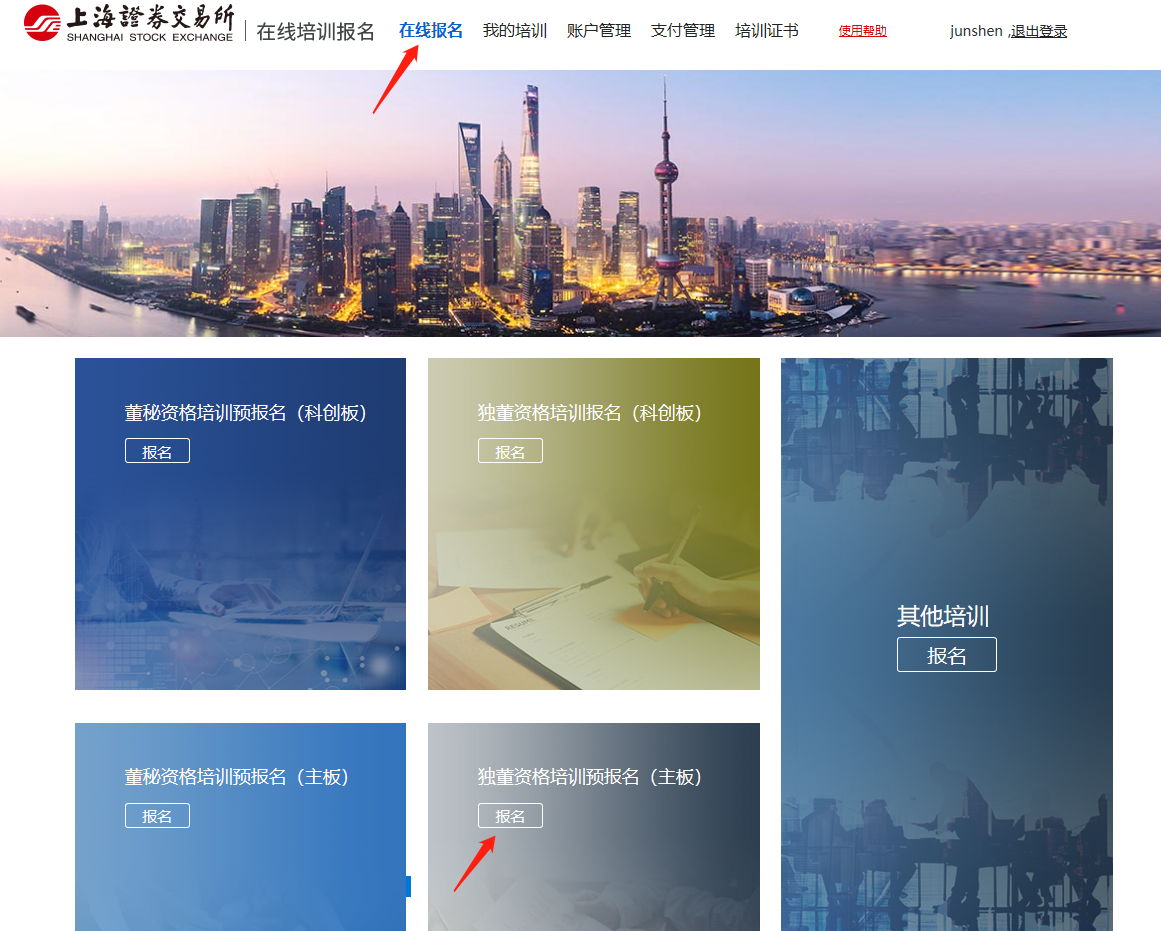 上海證券交易所
SHANGHAI STOCK EXCHANGE
在线培训报名
在线报名 我的培训 账户管理 支付管理 培训证书 使用帮助 junshen ,退出登录
董秘资格培训预报名（科创板）
报名
独董资格培训报名（科创板）
报名
RESUME
其他培训
报名
董秘资格培训预报名（主板）
报名
独董资格培训预报名（主板）
报名